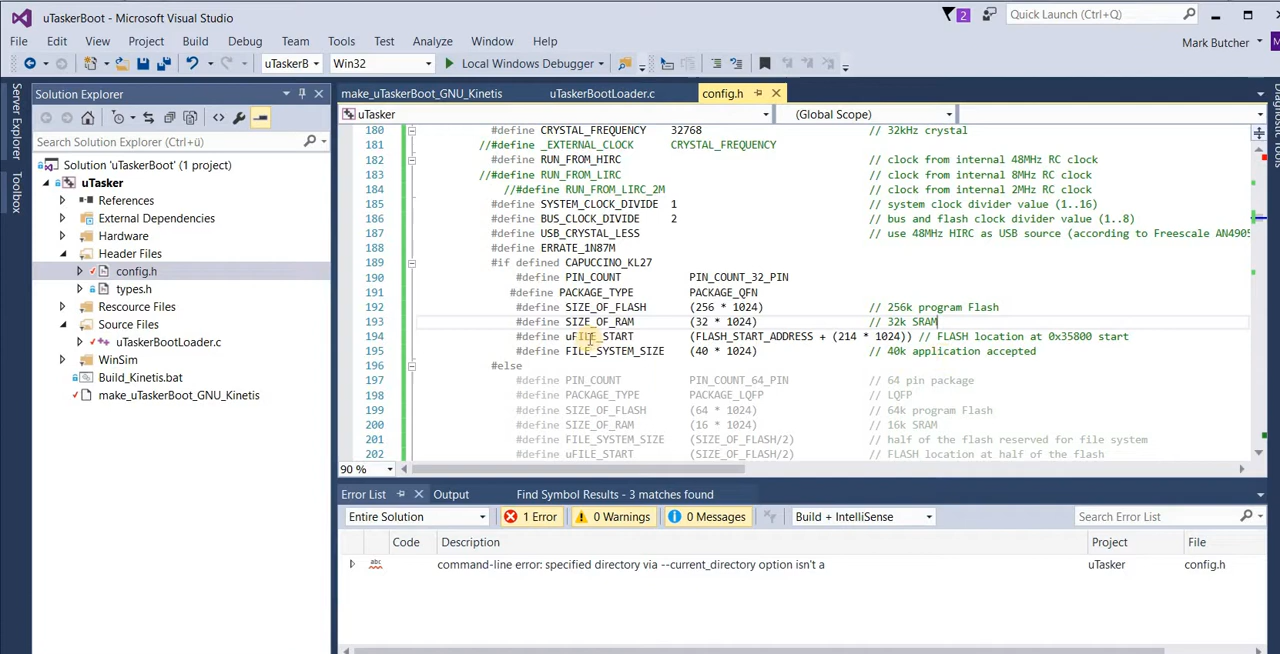 uTaskerBoot - Microsoft Visual Studio
2
Quick Launch (Ctrl+Q)
File Edit View Project Build Debug Team Tools Test Analyze Window Help
Mark Butcher
uTaskerB Win32 Local Windows Debugger
Server Explorer
Toolbox
Solution Explorer
Search Solution Explorer (Ctrl+ü)
Solution 'uTaskerBoot' (1 project)
uTasker
References
External Dependencies
Hardware
Header Files
config.h
types.h
Rescource Files
Source Files
uTaskerBootLoader.c
WinSim
Build_Kinetis.bat
make_uTaskerBoot_GNU_Kinetis
make_uTaskerBoot_GNU_Kinetis uTaskerBootLoader.c config.h
uTasker (Global Scope)
180 #define CRYSTAL_FREQUENCY 32768 // 32kHz crystal
181 //#define _EXTERNAL_CLOCK CRYSTAL_FREQUENCY
182 #define RUN_FROM_HIRC // clock from internal 48MHz RC clock
183 //#define RUN_FROM_LIRC // clock from internal 8MHz RC clock
184 //#define RUN_FROM_LIRC_2M // clock from internal 2MHz RC clock
185 #define SYSTEM_CLOCK_DIVIDE 1 // system clock divider value (1..16)
186 #define BUS_CLOCK_DIVIDE 2 // bus and flash clock divider value (1..8)
187 #define USB_CRYSTAL_LESS // use 48MHz HIRC as USB source (according to Freescale AN4905
188 #define ERRATE_1N87M
189 #if defined CAPUCCINO_KL27
190 #define PIN_COUNT PIN_COUNT_32_PIN
191 #define PACKAGE_TYPE PACKAGE_QFN
192 #define SIZE_OF_FLASH (256 * 1024) // 256k program Flash
193 #define SIZE_OF_RAM (32 * 1024) // 32k SRAM
194 #define uFILE_START (FLASH_START_ADDRESS + (214 * 1024)) // FLASH location at 0x35800 start
195 #define FILE_SYSTEM_SIZE (40 * 1024) // 40k application accepted
196 #else
197 #define PIN_COUNT PIN_COUNT_64_PIN // 64 pin package
198 #define PACKAGE_TYPE PACKAGE_LQFP // LQFP
199 #define SIZE_OF_FLASH (64 * 1024) // 64k program Flash
200 #define SIZE_OF_RAM (16 * 1024) // 16k SRAM
201 #define FILE_SYSTEM_SIZE (SIZE_OF_FLASH/2) // half of the flash reserved for file system
202 #define uFILE_START (SIZE_OF_FLASH/2) // FLASH location at half of the flash
90 %
Diagnostic Tools
Error List Output Find Symbol Results - 3 matches found
Entire Solution 1 Error 0 Warnings 0 Messages Build + IntelliSense Search Error List
Code Description Project File
abc command-line error: specified directory via --current_directory option isn't a uTasker config.h